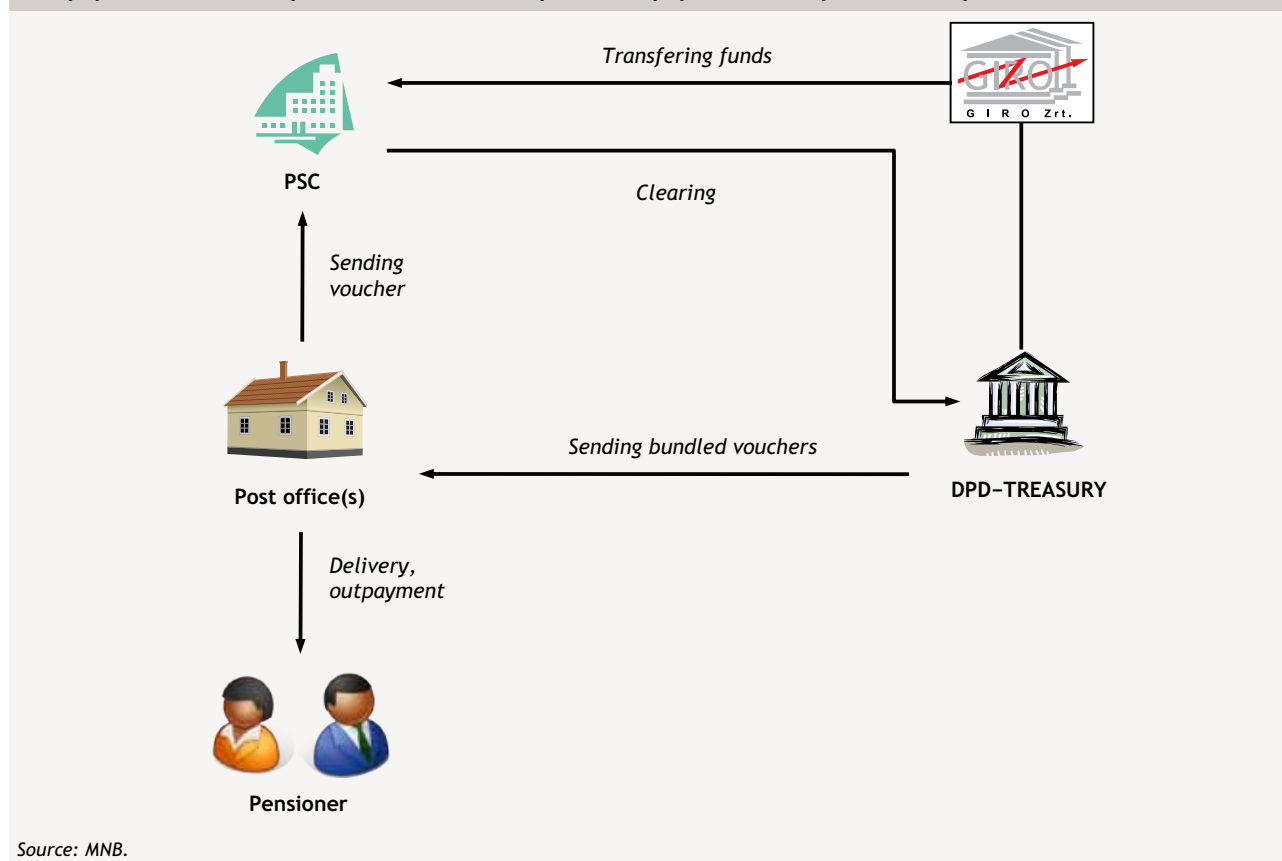 Transfering funds
GIRO
G I R O Zrt.
PSC
Clearing
Sending
voucher
Sending bundled vouchers
Post office(s)
DPD–TREASURY
Delivery,
outpayment
Pensioner
Source: MNB.